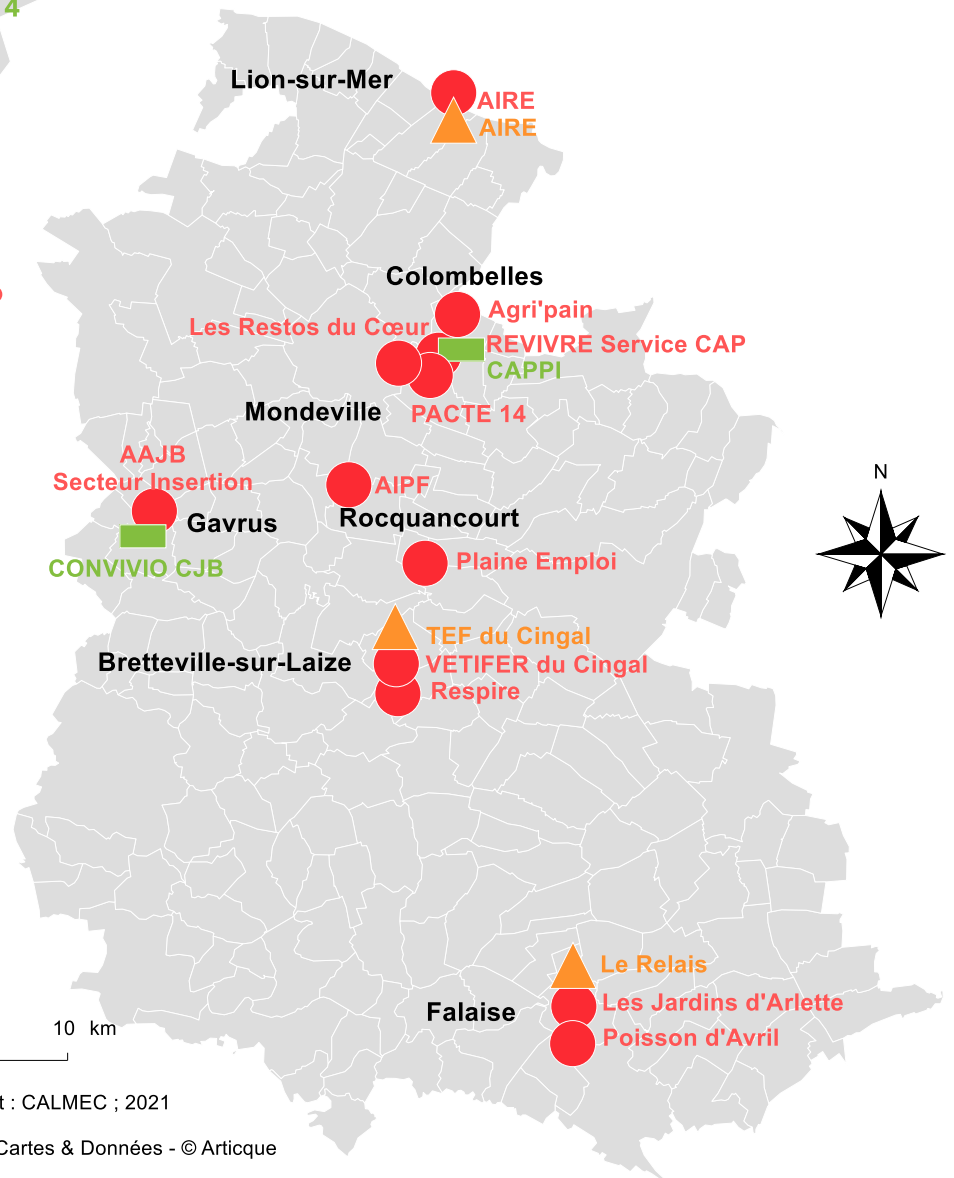 4
Lion-sur-Mer
AIRE
AIRE
Colombelles
Agri'pain
Les Restos du Cœur
REVIVRE Service CAP
CAPPI
Mondeville
PACTE 14
AAJB
Secteur Insertion
AIPF
N
Gavrus
Rocquancourt
CONVIVIO CJB
Plaine Emploi
TEF du Cingal
Bretteville-sur-Laize
VETIFER du Cingal
Respire
Le Relais
Les Jardins d'Arlette
Falaise
Poisson d'Avril
10 km
t : CALMEC ; 2021
Cartes & Données - © Articque